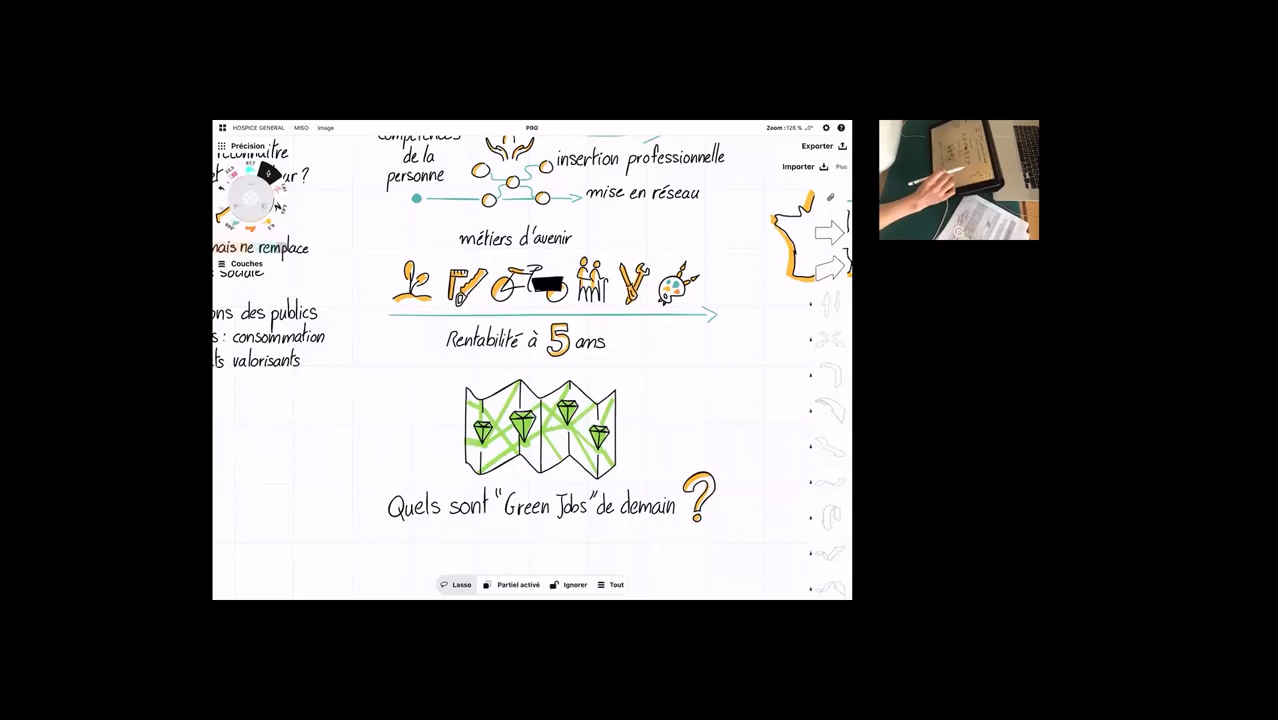 HOSPICE GENERAL MISO Image
PRO
Zoom : 126 % 0°
Précision
Exporter
Importer
Plus
Couches
compétences
de la
personne
insertion professionnelle
mise en réseau
mais ne remplace
ons des publics
s : consommation
ts valorisants
métiers d'avenir
Rentabilité à 5 ans
Quels sont "Green Jobs" de demain ?
Lasso Partiel activé Ignorer Tout